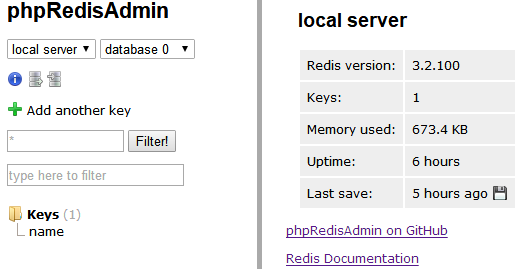 phpRedisAdmin
local server database 0
Add another key
* Filter!
type here to filter
Keys (1)
name
local server
Redis version: 3.2.100
Keys: 1
Memory used: 673.4 KB
Uptime: 6 hours
Last save: 5 hours ago
phpRedisAdmin on GitHub
Redis Documentation